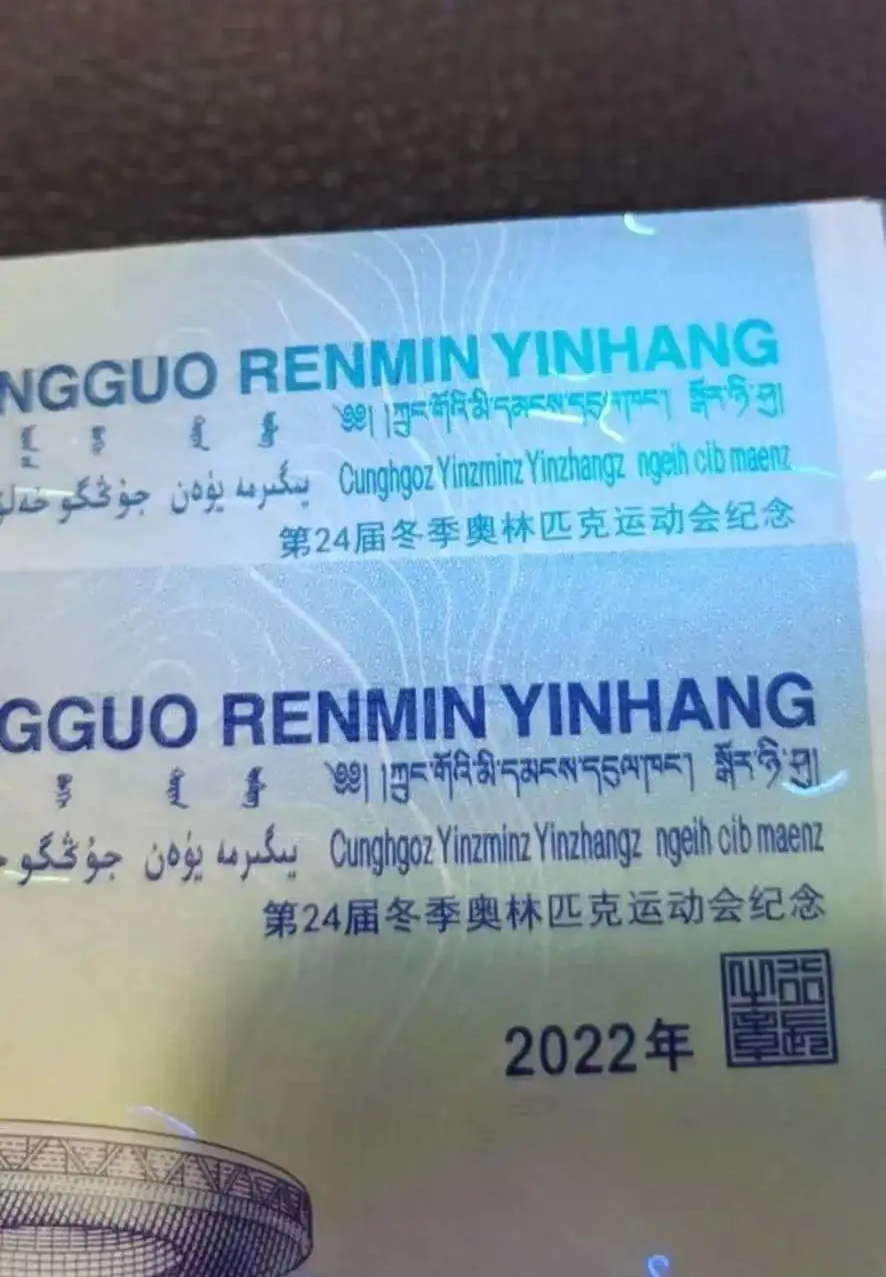 NGGUO RENMIN YINHANG
༄༅། །ཀྲུང་གོའི་མི་དམངས་དངུལ་ཁང། སྒོར་ཉི་ཤུ།
يىگىرمە يۈەن جۇڭگو Cunghgoz Yinzminz Yinzhangz ngeih cib maenz
第24届冬季奥林匹克运动会纪念
GGUO RENMIN YINHANG
༄༅། །ཀྲུང་གོའི་མི་དམངས་དངུལ་ཁང། སྒོར་ཉི་ཤུ།
يىگىرمە يۈەن جۇڭگو Cunghgoz Yinzminz Yinzhangz ngeih cib maenz
第24届冬季奥林匹克运动会纪念
2022年